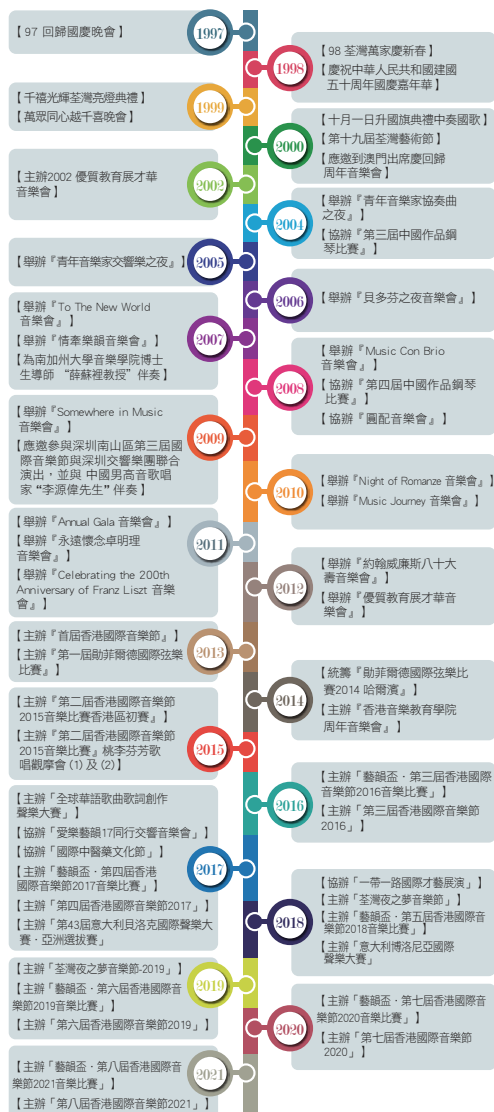 1997
【97 回歸國慶晚會】
1998
【98 荃灣萬家慶新春】
【慶祝中華人民共和國建國
五十周年國慶嘉年華】
1999
【千禧光輝荃灣亮燈典禮】
【萬眾同心越千喜晚會】
2000
【十月一日升國旗典禮中奏國歌】
【第十九屆荃灣藝術節】
【應邀到澳門出席慶回歸
周年音樂會】
2002
【主辦2002 優質教育展才華
音樂會】
2004
【舉辦『青年音樂家協奏曲
之夜』】
【協辦『第三屆中國作品鋼
琴比賽』】
2005
【舉辦『青年音樂家交響樂之夜』】
2006
【舉辦『貝多芬之夜音樂會』】
2007
【舉辦『To The New World
音樂會』】
【舉辦『情牽樂韻音樂會』】
【為南加州大學音樂學院博士
生導師 “薛蘇裡教授” 伴奏】
2008
【舉辦『Music Con Brio
音樂會』】
【協辦『第四屆中國作品鋼琴
比賽』】
【協辦『圓配音樂會』】
2009
【舉辦『Somewhere in Music
音樂會』】
【應邀參與深圳南山區第三屆國
際音樂節與深圳交響樂團聯合
演出，並與 中國男高音歌唱
家“李源偉先生”伴奏】
2010
【舉辦『Night of Romanze 音樂會』】
【舉辦『Music Journey 音樂會』】
2011
【舉辦『Annual Gala 音樂會』】
【舉辦『永遠懷念卓明理
音樂會』】
【舉辦『Celebrating the 200th
Anniversary of Franz Liszt 音樂
會』】
2012
【舉辦『約翰威廉斯八十大
壽音樂會』】
【舉辦『優質教育展才華音
樂會』】
2013
【主辦『首屆香港國際音樂節』】
【主辦『第一屆勛菲爾德國際弦樂
比賽』】
2014
【統籌『勛菲爾德國際弦樂比
賽2014 哈爾濱』】
【主辦『香港音樂教育學院
周年音樂會』】
2015
【主辦『第二屆香港國際音樂節
2015音樂比賽香港區初賽』】
【主辦『第二屆香港國際音樂節
2015音樂比賽』桃李芬芳歌
唱觀摩會 (1) 及 (2)】
2016
【主辦「藝韻盃．第三屆香港國際
音樂節2016音樂比賽」】
【主辦「第三屆香港國際音樂節
2016」】
2017
【主辦「全球華語歌曲歌詞創作
聲樂大賽」】
【協辦「愛樂藝韻17同行交響音樂會」】
【協辦「國際中醫藥文化節」】
【主辦「藝韻盃．第四屆香港
國際音樂節2017音樂比賽」】
【主辦「第四屆香港國際音樂節2017」】
【主辦「第43屆意大利貝洛克國際聲樂大
賽．亞洲選拔賽」
2018
【協辦「一帶一路國際才藝展演」】
【主辦「荃灣夜之夢音樂節」】
【主辦「藝韻盃．第五屆香港國際音
樂節2018音樂比賽」】
【主辦「意大利博洛尼亞國際
聲樂大賽」
2019
【主辦「荃灣夜之夢音樂節-2019」】
【主辦「藝韻盃．第六屆香港國際音
樂節2019音樂比賽」】
【主辦「第六屆香港國際音樂節2019」】
2020
【主辦「藝韻盃．第七屆香港國際音
樂節2020音樂比賽」】
【主辦「第七屆香港國際音樂節
2020」】
2021
【主辦「藝韻盃．第八屆香港國際音
樂節2021音樂比賽」】
【主辦「第八屆香港國際音樂節2021」】